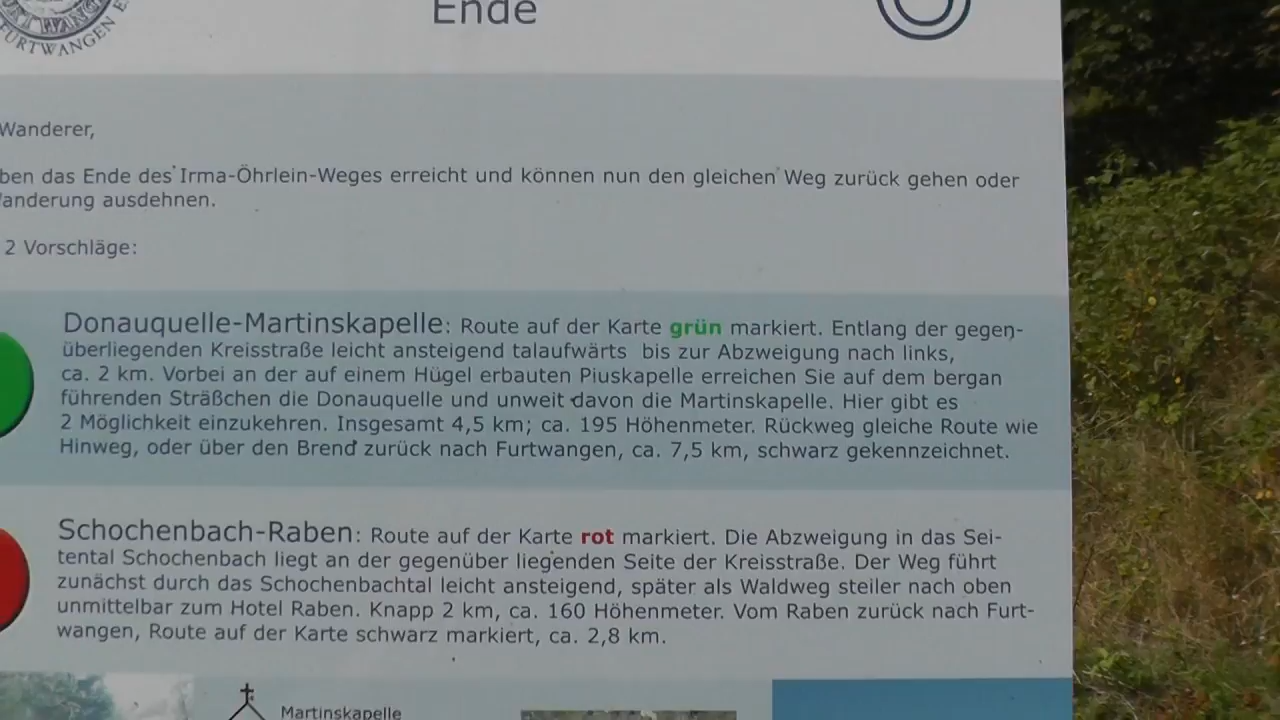 FURTWANGEN
Ende
Wanderer,
ben das Ende des Irma-Öhrlein-Weges erreicht und können nun den gleichen Weg zurück gehen oder
anderung ausdehnen.
2 Vorschläge:
Donauquelle-Martinskapelle: Route auf der Karte grün markiert. Entlang der gegen-
überliegenden Kreisstraße leicht ansteigend talaufwärts bis zur Abzweigung nach links,
ca. 2 km. Vorbei an der auf einem Hügel erbauten Piuskapelle erreichen Sie auf dem bergan
führenden Sträßchen die Donauquelle und unweit davon die Martinskapelle. Hier gibt es
2 Möglichkeit einzukehren. Insgesamt 4,5 km; ca. 195 Höhenmeter. Rückweg gleiche Route wie
Hinweg, oder über den Brend zurück nach Furtwangen, ca. 7,5 km, schwarz gekennzeichnet.
Schochenbach-Raben: Route auf der Karte rot markiert. Die Abzweigung in das Sei-
tental Schochenbach liegt an der gegenüber liegenden Seite der Kreisstraße. Der Weg führt
zunächst durch das Schochenbachtal leicht ansteigend, später als Waldweg steiler nach oben
unmittelbar zum Hotel Raben. Knapp 2 km, ca. 160 Höhenmeter. Vom Raben zurück nach Furt-
wangen, Route auf der Karte schwarz markiert, ca. 2,8 km.
Martinskapelle